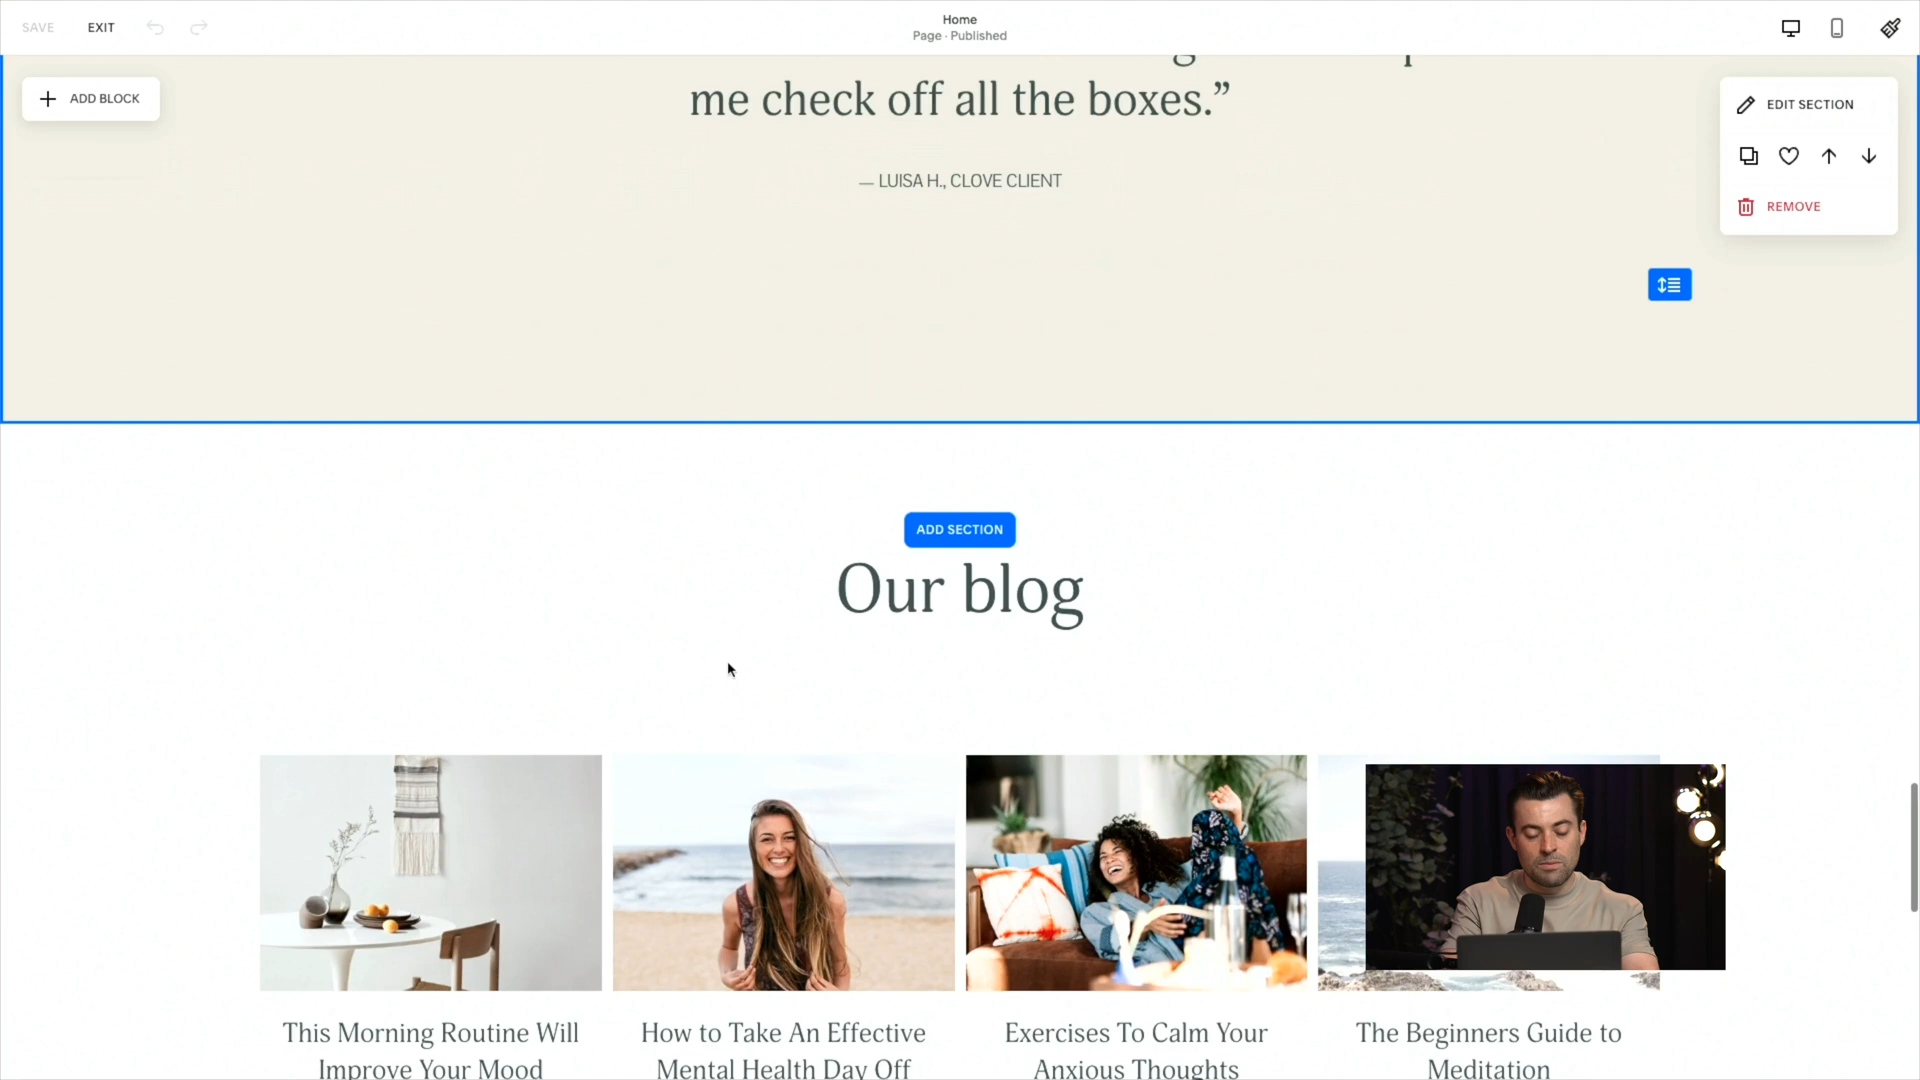 SAVE
EXIT
Home
Page · Published
ADD BLOCK
me check off all the boxes.”
— LUISA H., CLOVE CLIENT
EDIT SECTION
REMOVE
ADD SECTION
Our blog
This Morning Routine Will
Improve Your Mood
How to Take An Effective
Mental Health Day Off
Exercises To Calm Your
Anxious Thoughts
The Beginners Guide to
Meditation